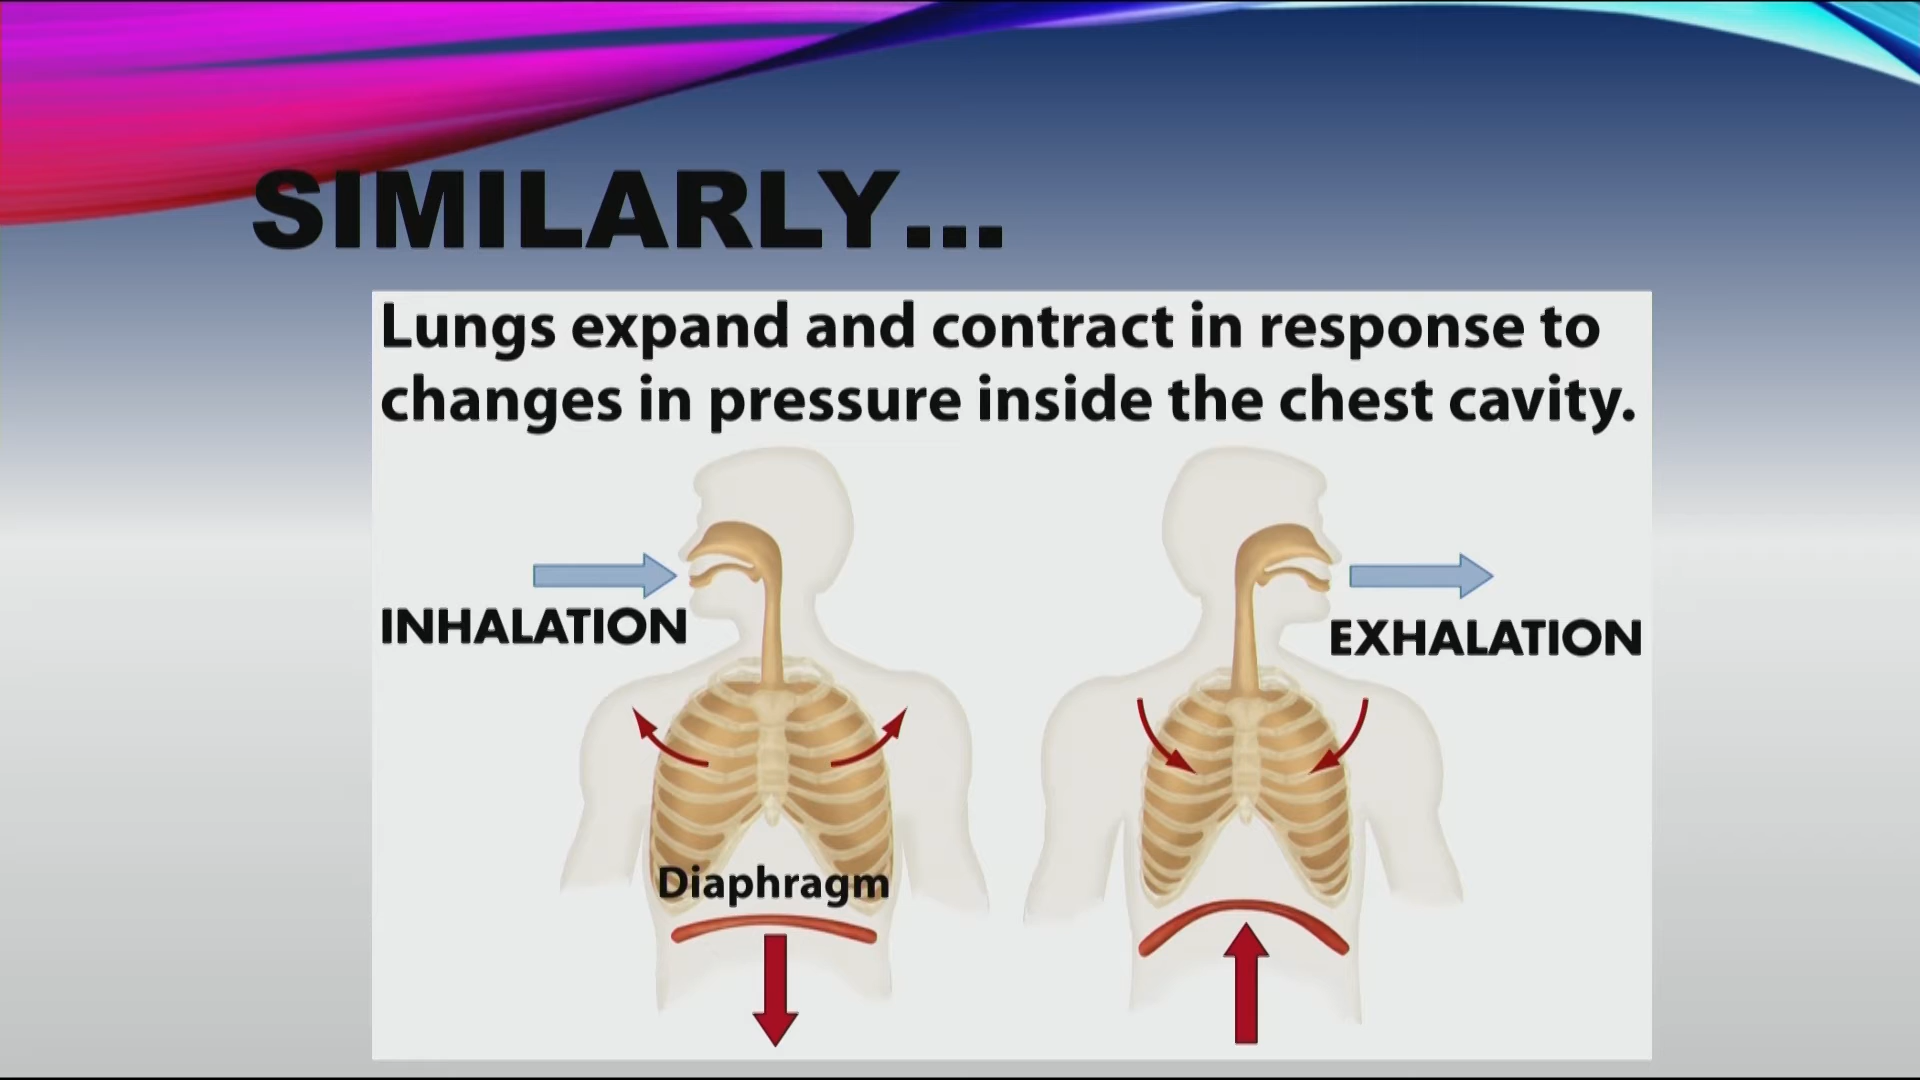 SIMILARLY...
Lungs expand and contract in response to
changes in pressure inside the chest cavity.
INHALATION
EXHALATION
Diaphragm